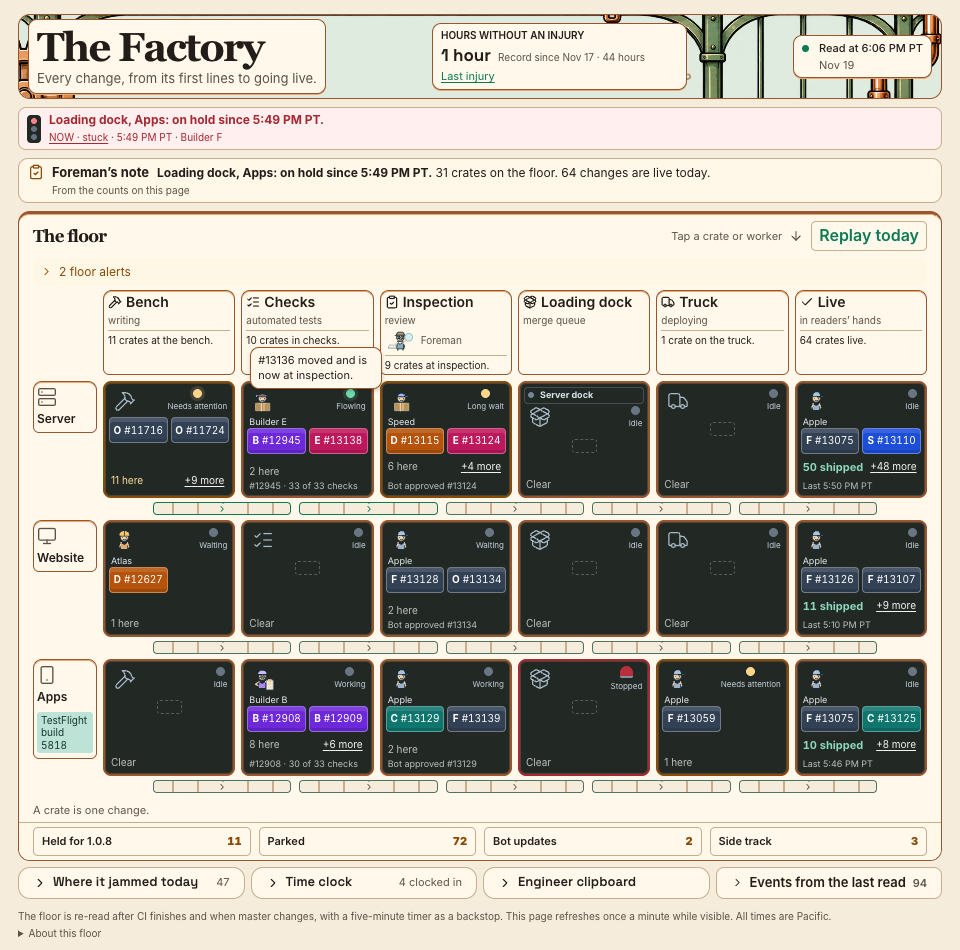 The Factory
Every change, from its first lines to going live.
HOURS WITHOUT AN INJURY
1 hour Record since Nov 17 · 44 hours
Last injury
Read at 6:06 PM PT
Nov 19
Loading dock, Apps: on hold since 5:49 PM PT.
NOW · stuck · 5:49 PM PT · Builder F
Foreman's note Loading dock, Apps: on hold since 5:49 PM PT. 31 crates on the floor. 64 changes are live today.
From the counts on this page
The floor
Tap a crate or worker
Replay today
2 floor alerts
Bench
writing
11 crates at the bench.
Checks
automated tests
10 crates in checks.
Inspection
review
Foreman
9 crates at inspection.
Loading dock
merge queue
Truck
deploying
1 crate on the truck.
Live
in readers' hands
64 crates live.
#13136 moved and is
now at inspection.
Server
Needs attention
O #11716 O #11724
11 here +9 more
Flowing
Builder E
B #12945 E #13138
2 here
#12945 · 33 of 33 checks
Long wait
Speed
D #13115 E #13124
6 here +4 more
Bot approved #13124
Server dock
Idle
Clear
Idle
Clear
Idle
Apple
F #13075 S #13110
50 shipped +48 more
Last 5:50 PM PT
Website
Waiting
Atlas
D #12627
1 here
Idle
Clear
Waiting
Apple
F #13128 O #13134
2 here
Bot approved #13134
Idle
Clear
Idle
Clear
Idle
Apple
F #13126 F #13107
11 shipped +9 more
Last 5:10 PM PT
Apps
TestFlight
build
5818
Idle
Clear
Working
Builder B
B #12908 B #12909
8 here +6 more
#12908 · 30 of 33 checks
Working
Apple
C #13129 F #13139
2 here
Bot approved #13129
Stopped
Clear
Needs attention
Apple
F #13059
1 here
Idle
Apple
F #13075 C #13125
10 shipped +8 more
Last 5:46 PM PT
A crate is one change.
Held for 1.0.8 11
Parked 72
Bot updates 2
Side track 3
Where it jammed today 47
Time clock 4 clocked in
Engineer clipboard
Events from the last read 94
The floor is re-read after CI finishes and when master changes, with a five-minute timer as a backstop. This page refreshes once a minute while visible. All times are Pacific.
About this floor